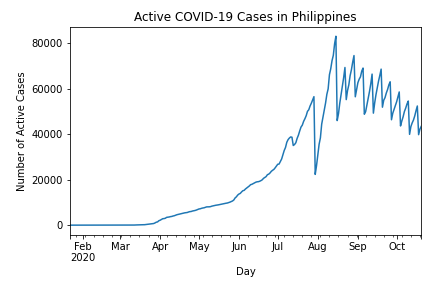 Active COVID-19 Cases in Philippines
Number of Active Cases
80000
60000
40000
20000
0
Feb Mar Apr May Jun Jul Aug Sep Oct
2020
Day